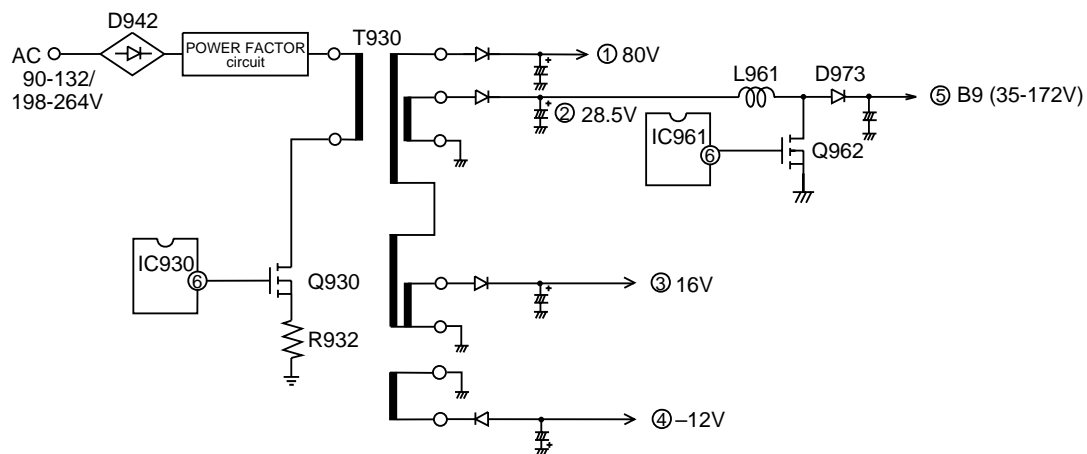 D942
AC
90-132/
198-264V
POWER FACTOR
circuit
T930
① 80V
② 28.5V
L961
D973
⑤ B9 (35-172V)
IC961
⑥
Q962
IC930
⑥
Q930
R932
③ 16V
④ –12V
+
+
+
+